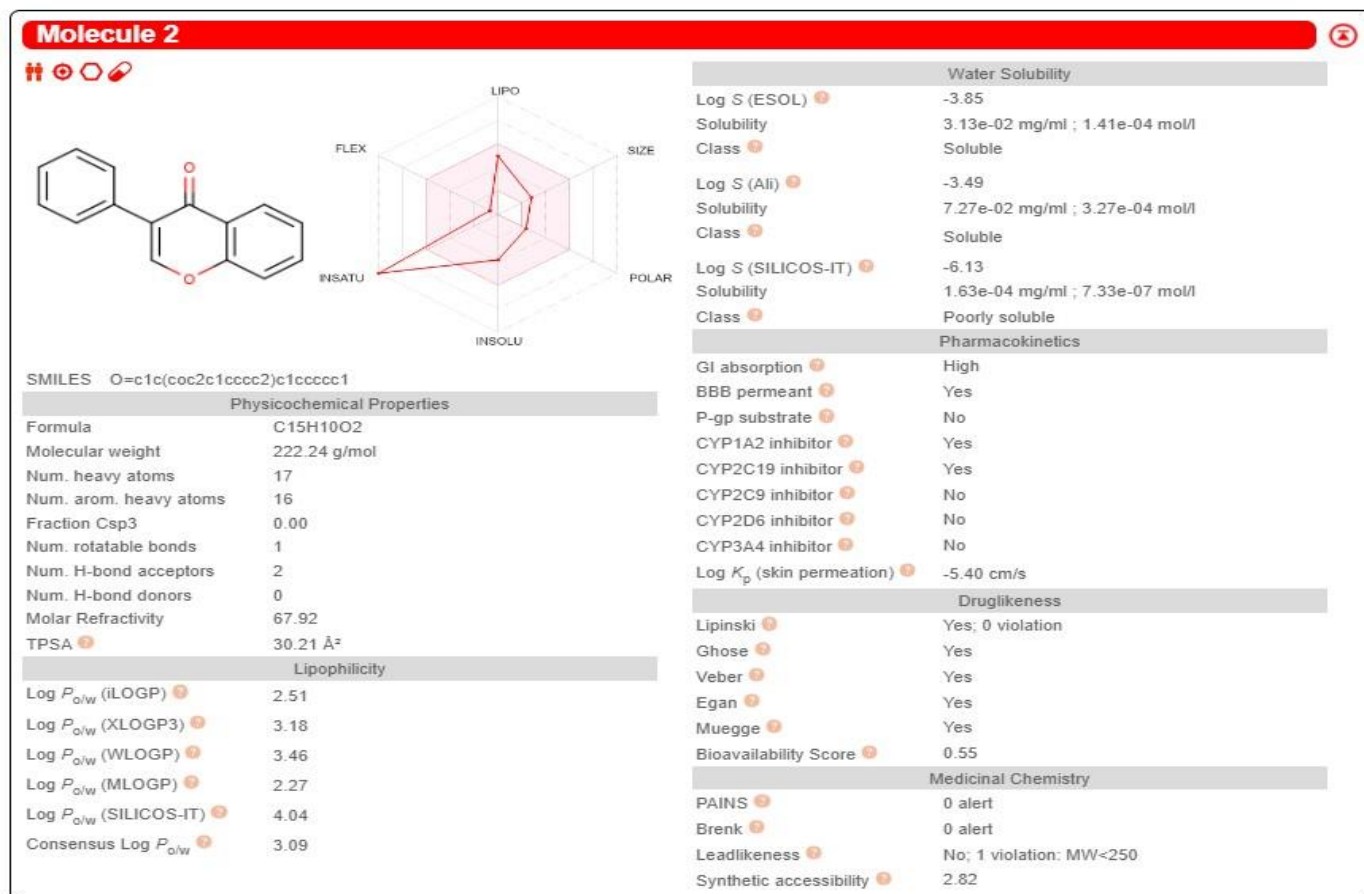 Molecule 2
LIPO
FLEX
SIZE
O
O
INSATU
POLAR
INSOLU
SMILES O=c1c(coc2c1cccc2)c1ccccc1
Physicochemical Properties
Formula C15H10O2
Molecular weight 222.24 g/mol
Num. heavy atoms 17
Num. arom. heavy atoms 16
Fraction Csp3 0.00
Num. rotatable bonds 1
Num. H-bond acceptors 2
Num. H-bond donors 0
Molar Refractivity 67.92
TPSA ? 30.21 Å²
Lipophilicity
Log Po/w (iLOGP) ? 2.51
Log Po/w (XLOGP3) ? 3.18
Log Po/w (WLOGP) ? 3.46
Log Po/w (MLOGP) ? 2.27
Log Po/w (SILICOS-IT) ? 4.04
Consensus Log Po/w ? 3.09
Water Solubility
Log S (ESOL) ? -3.85
Solubility 3.13e-02 mg/ml ; 1.41e-04 mol/l
Class ? Soluble
Log S (Ali) ? -3.49
Solubility 7.27e-02 mg/ml ; 3.27e-04 mol/l
Class ? Soluble
Log S (SILICOS-IT) ? -6.13
Solubility 1.63e-04 mg/ml ; 7.33e-07 mol/l
Class ? Poorly soluble
Pharmacokinetics
GI absorption ? High
BBB permeant ? Yes
P-gp substrate ? No
CYP1A2 inhibitor ? Yes
CYP2C19 inhibitor ? Yes
CYP2C9 inhibitor ? No
CYP2D6 inhibitor ? No
CYP3A4 inhibitor ? No
Log Kp (skin permeation) ? -5.40 cm/s
Druglikeness
Lipinski ? Yes; 0 violation
Ghose ? Yes
Veber ? Yes
Egan ? Yes
Muegge ? Yes
Bioavailability Score ? 0.55
Medicinal Chemistry
PAINS ? 0 alert
Brenk ? 0 alert
Leadlikeness ? No; 1 violation: MW<250
Synthetic accessibility ? 2.82